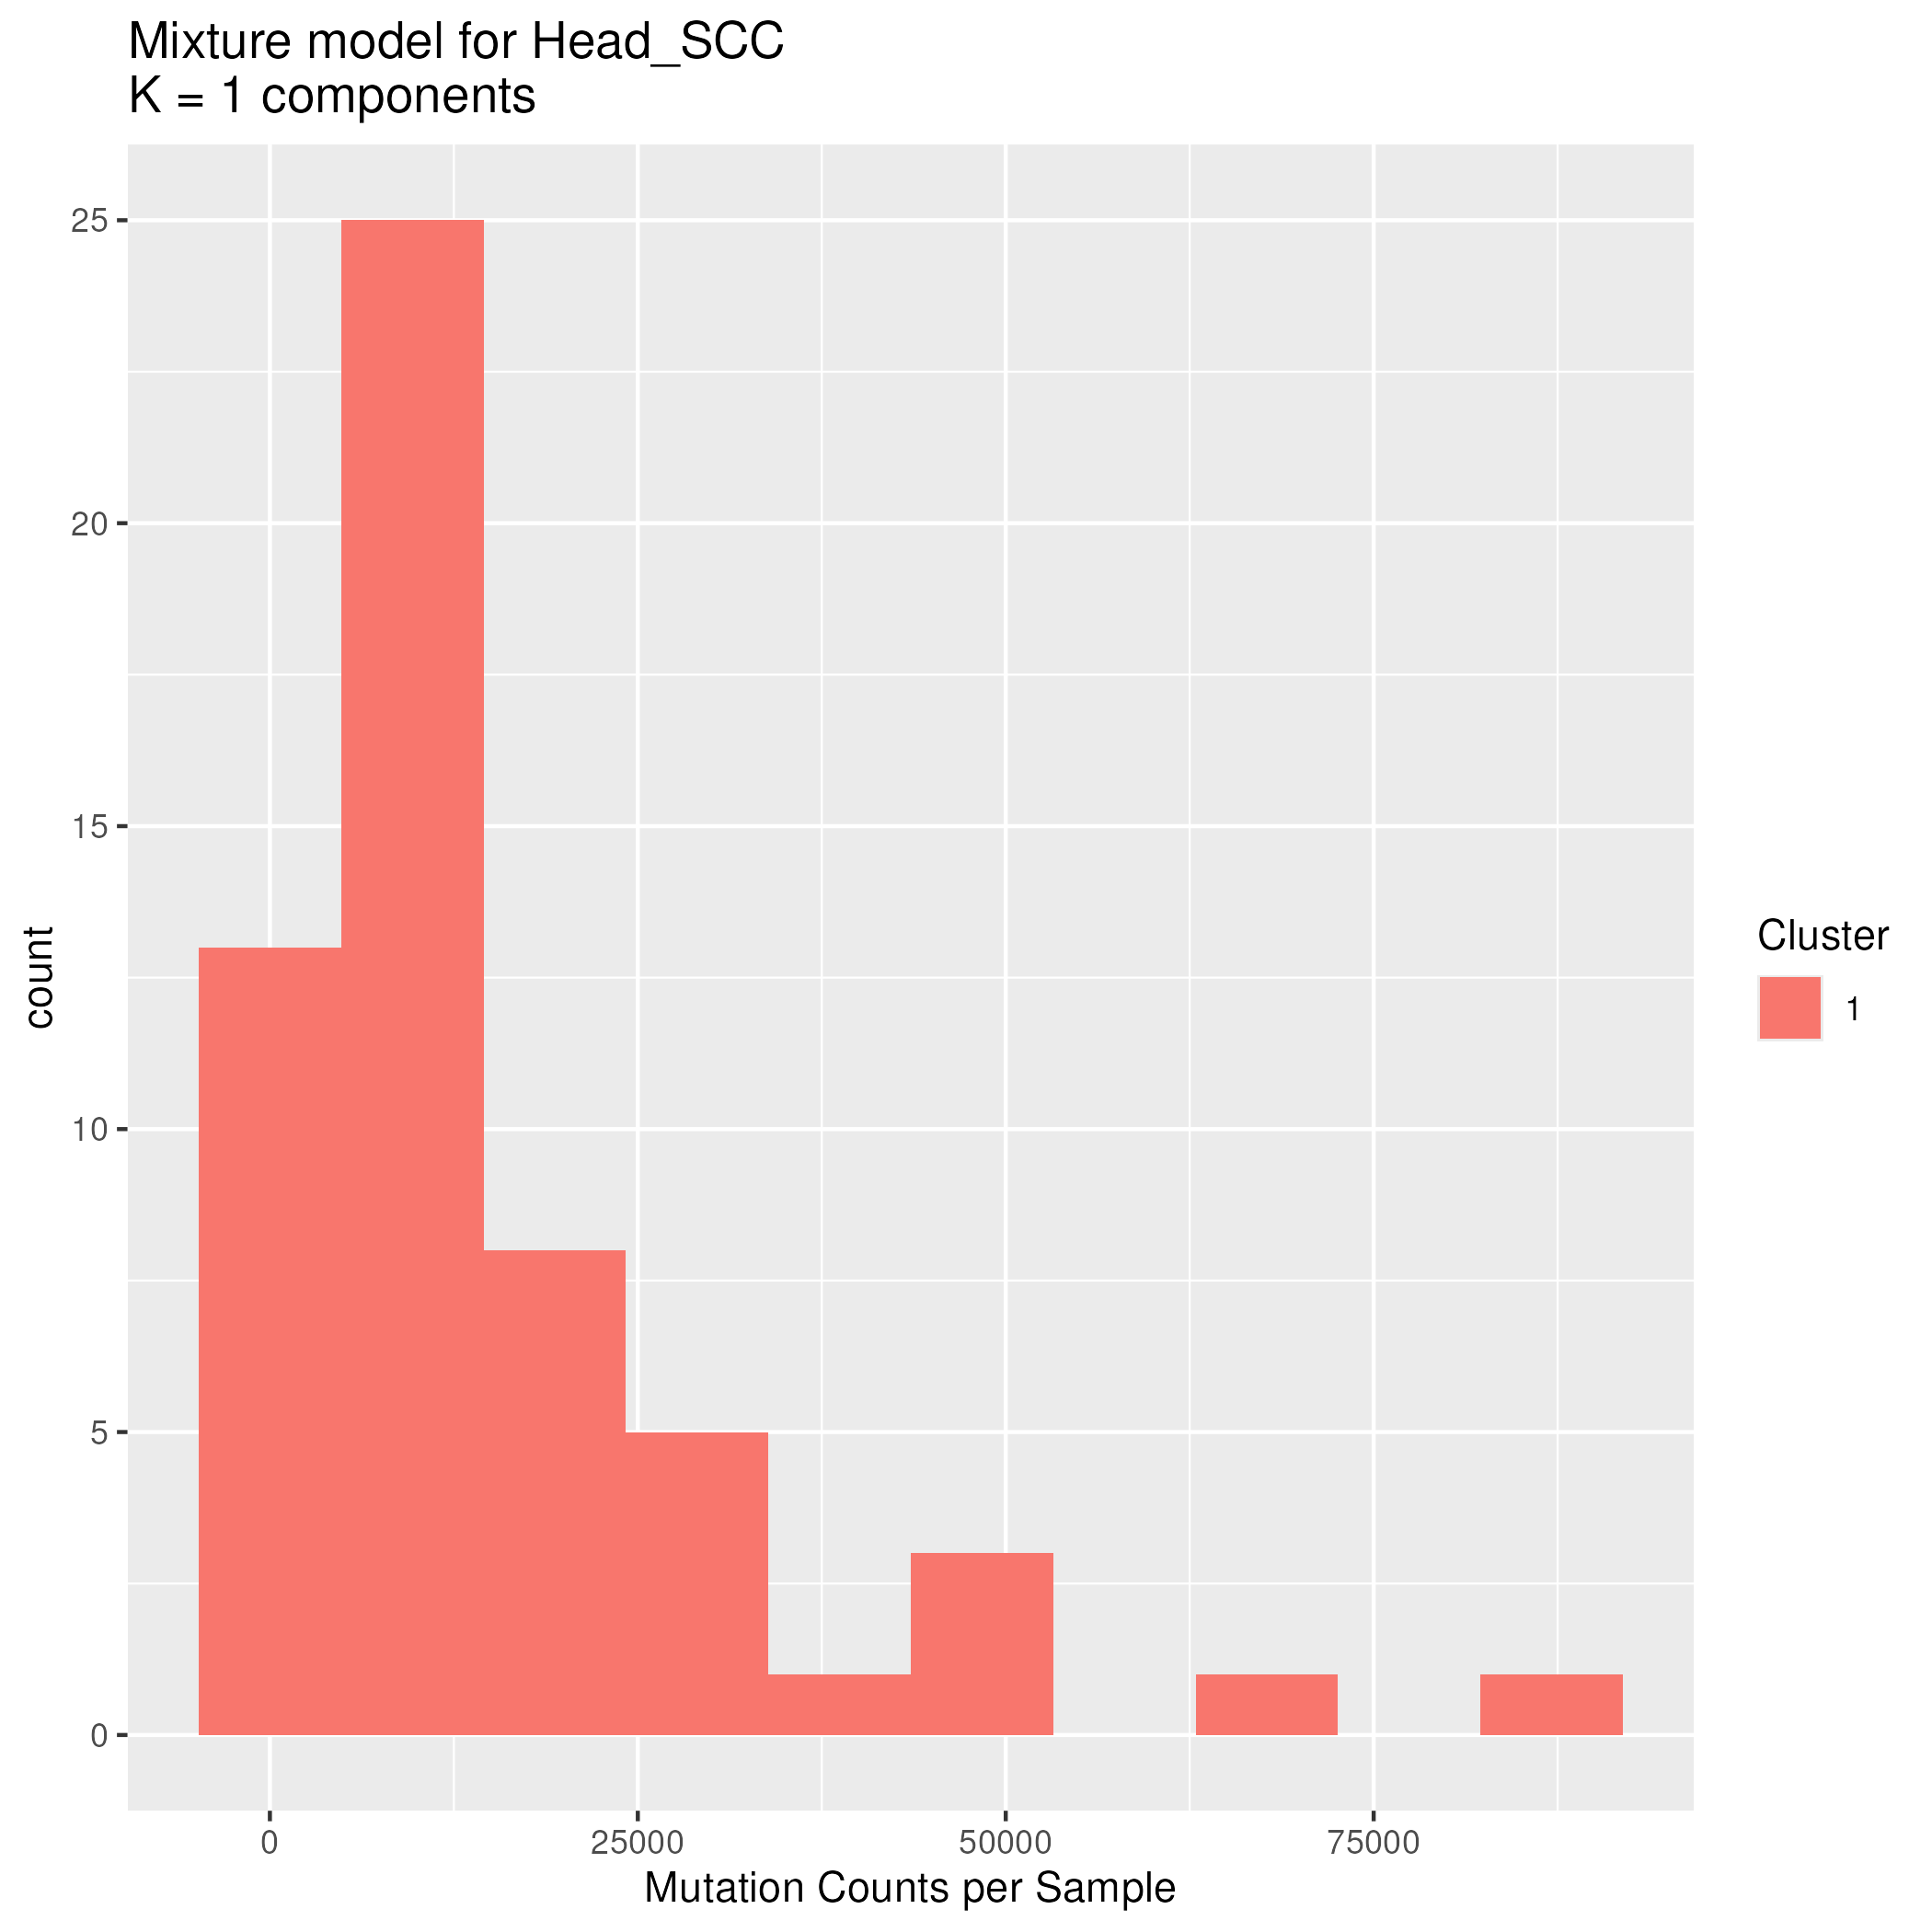 Mixture model for Head_SCC
K = 1 components
25
20
15
10
5
0
count
0 25000 50000 75000
Mutation Counts per Sample
Cluster
1